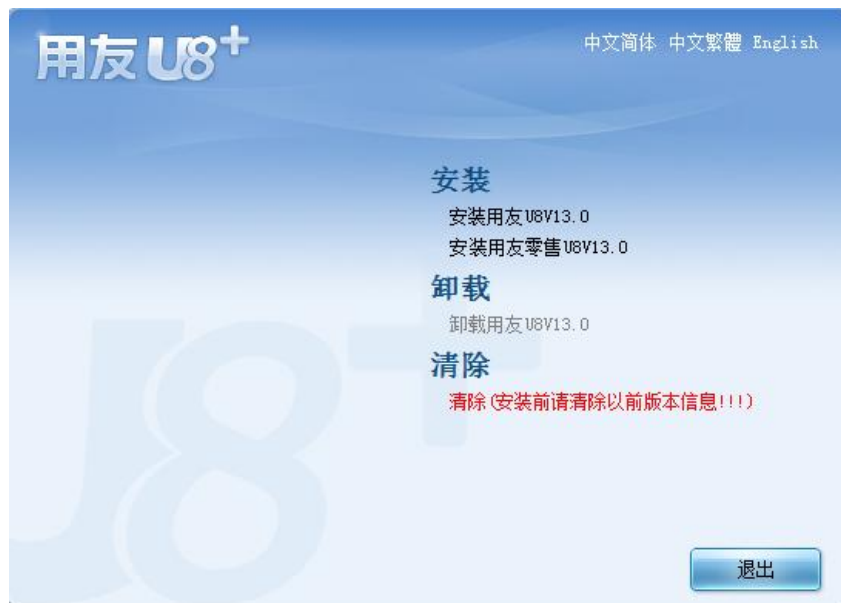 用友U8+
中文简体 中文繁體 English
安装
安装用友U8V13.0
安装用友零售U8V13.0
卸载
卸载用友U8V13.0
清除
清除(安装前请清除以前版本信息!!!)
U8+
退出